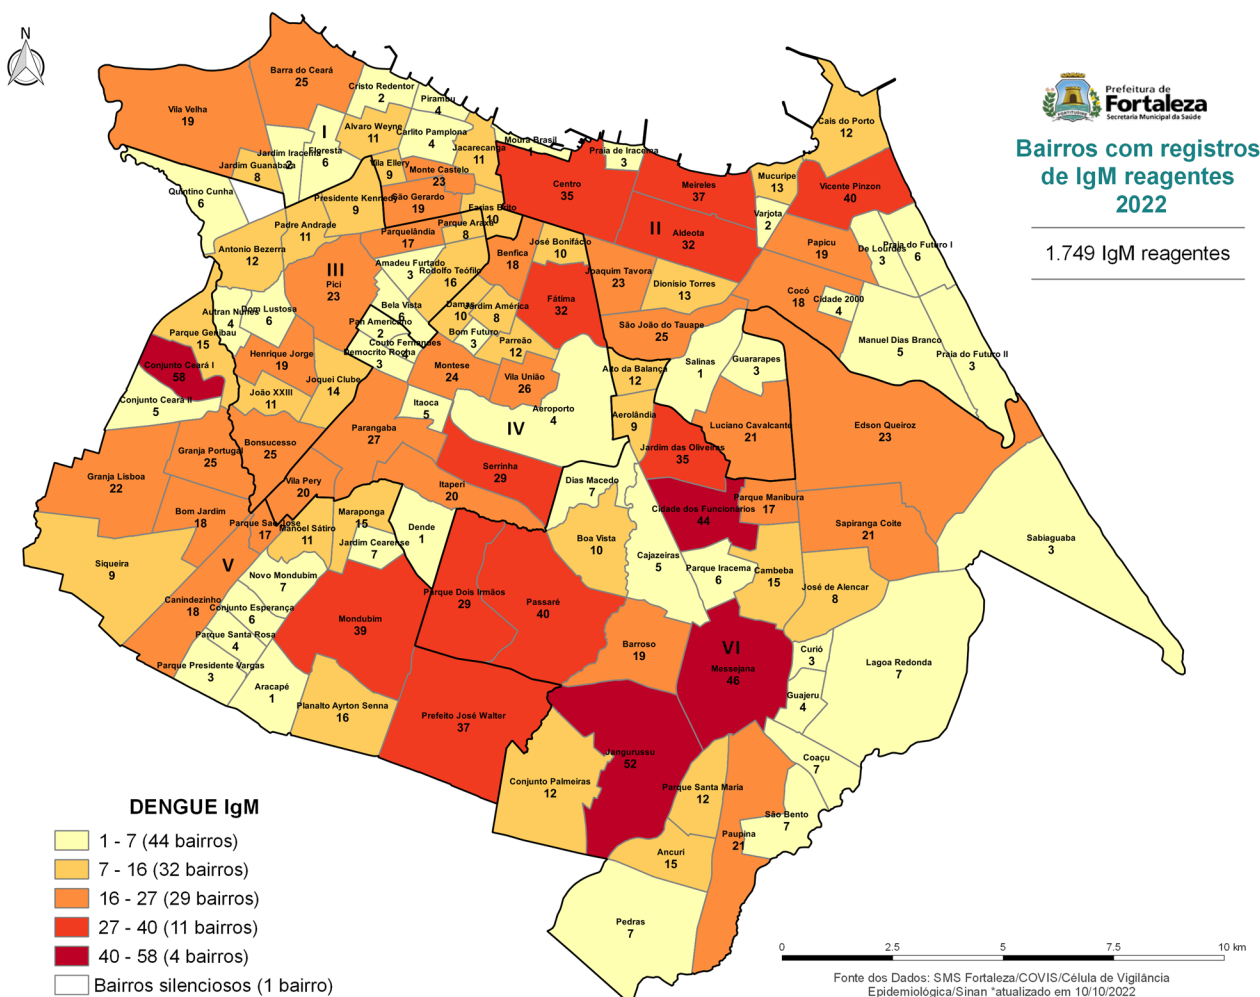 N
Prefeitura de
Fortaleza
Secretaria Municipal da Saúde
Bairros com registros
de IgM reagentes
2022
1.749 IgM reagentes
Barra do Ceará
25
Vila Velha
19
Cristo Redentor
2
Pirambu
4
I
Alvaro Weyne
11
Carlito Pamplona
4
Jacarecanga
11
Moura Brasil
1
Praia de Iracema
3
Cais do Porto
12
Jardim Iracema
2
Floresta
6
Jardim Guanabara
8
Vila Ellery
9
Monte Castelo
23
Quintino Cunha
6
Presidente Kennedy
9
São Gerardo
19
Farias Brito
10
Centro
35
Meireles
37
Mucuripe
13
Vicente Pinzon
40
Varjota
2
Padre Andrade
11
Parquelândia
17
Parque Araxá
8
II
Aldeota
32
Papicu
19
De Lourdes
3
Praia do Futuro I
6
Antonio Bezerra
12
III
Pici
23
Amadeu Furtado
3
Rodolfo Teófilo
16
Benfica
18
José Bonifácio
10
Joaquim Tavora
23
Dionísio Torres
13
Cocó
18
Cidade 2000
4
Autran Nunes
4
Dom Lustosa
6
Bela Vista
6
Damas
10
Jardim América
8
Fátima
32
Parque Genibau
15
Pan Americano
2
Couto Fernandes
Democrito Rocha
3
Bom Futuro
3
Parreão
12
São João do Tauape
25
Manuel Dias Branco
5
Praia do Futuro II
3
Conjunto Ceará I
58
Henrique Jorge
19
Joquei Clube
14
Montese
24
Vila União
26
Alto da Balança
12
Salinas
1
Guararapes
3
Conjunto Ceará II
5
João XXIII
11
Itaoca
5
Aeroporto
4
Aerolândia
9
Parangaba
27
IV
Luciano Cavalcante
21
Edson Queiroz
23
Granja Portugal
25
Bonsucesso
25
Jardim das Oliveiras
35
Granja Lisboa
22
Vila Pery
20
Itaperi
20
Serrinha
29
Dias Macedo
7
Parque Manibura
17
Bom Jardim
18
Parque Sao Jose
17
Manoel Sátiro
11
Maraponga
15
Dende
1
Cidade dos Funcionários
44
Sapiranga Coite
21
Jardim Cearense
7
Boa Vista
10
Sabiaguaba
3
Siqueira
9
V
Novo Mondubim
7
Cajazeiras
5
Parque Iracema
6
Cambeba
15
José de Alencar
8
Canindezinho
18
Conjunto Esperança
6
Parque Dois Irmãos
29
Passaré
40
Mondubim
39
Parque Santa Rosa
4
Barroso
19
VI
Messejana
46
Curió
3
Lagoa Redonda
7
Parque Presidente Vargas
3
Aracapé
1
Guajeru
4
Planalto Ayrton Senna
16
Prefeito José Walter
37
Jangurussu
52
Coaçu
7
Conjunto Palmeiras
12
Parque Santa Maria
12
São Bento
7
Paupina
21
Ancuri
15
Pedras
7
DENGUE IgM
1 - 7 (44 bairros)
7 - 16 (32 bairros)
16 - 27 (29 bairros)
27 - 40 (11 bairros)
40 - 58 (4 bairros)
Bairros silenciosos (1 bairro)
0 2.5 5 7.5 10 km
Fonte dos Dados: SMS Fortaleza/COVIS/Célula de Vigilância
Epidemiológica/Sinan *atualizado em 10/10/2022